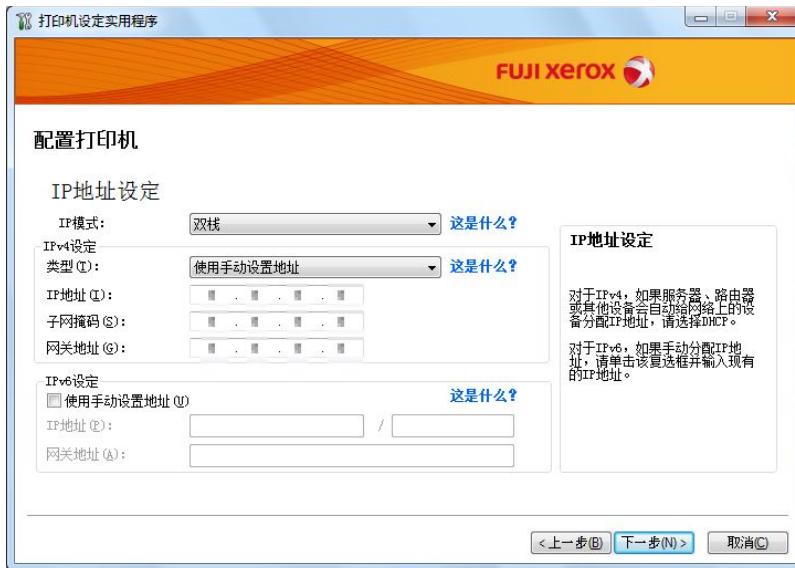 打印机设定实用程序
FUJI xerox
配置打印机
IP地址设定
IP模式:
双栈
这是什么?
IPv4设定
类型(T):
使用手动设置地址
这是什么?
IP地址(I):
子网掩码(S):
网关地址(G):
IPv6设定
使用手动设置地址(U)
这是什么?
IP地址(P):
/
网关地址(A):
IP地址设定
对于IPv4，如果服务器、路由器
或其他设备会自动给网络上的设
备分配IP地址，请选择DHCP。
对于IPv6，如果手动分配IP地
址，请单击该复选框并输入现有
的IP地址。
<上一步(B)
下一步(N)>
取消(C)